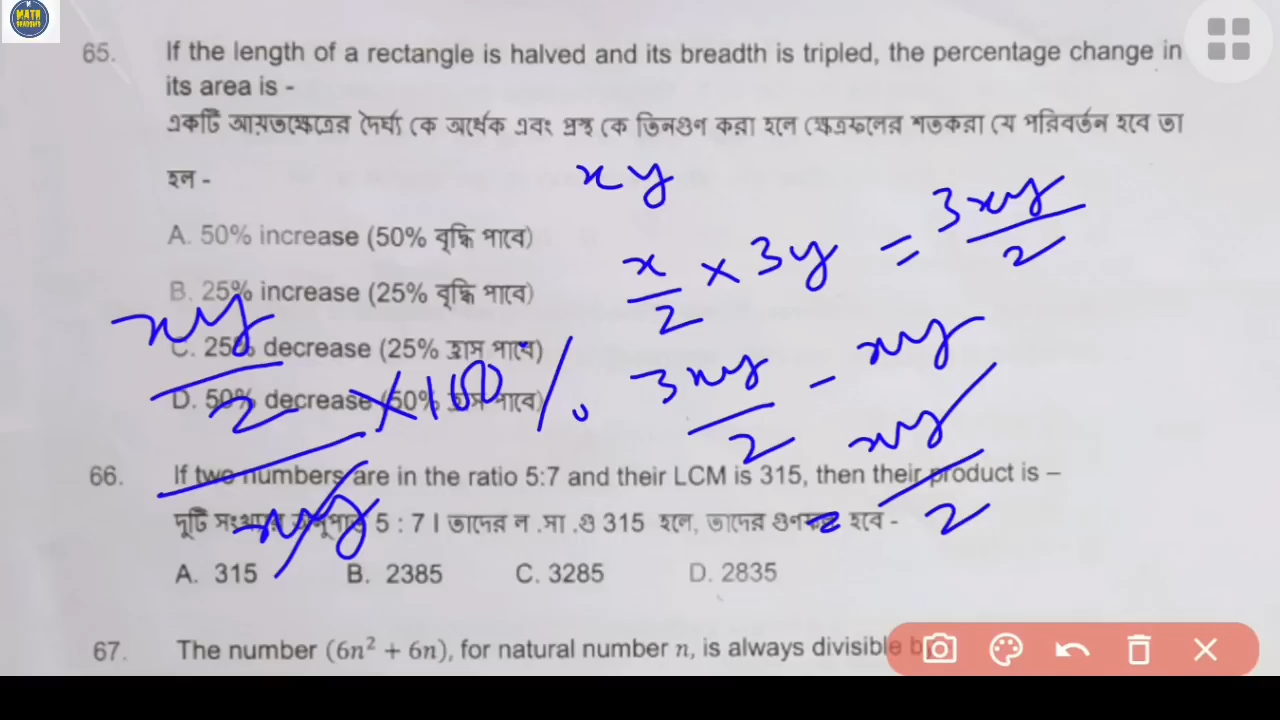 MATH
65. If the length of a rectangle is halved and its breadth is tripled, the percentage change in
its area is -
একটি আয়তক্ষেত্রের দৈর্ঘ্য কে অর্ধেক এবং প্রস্থ কে তিনগুণ করা হলে ক্ষেত্রফলের শতকরা যে পরিবর্তন হবে তা
হল -
xy
A. 50% increase (50% বৃদ্ধি পাবে)
x/2 × 3y = 3xy/2
B. 25% increase (25% বৃদ্ধি পাবে)
C. 25% decrease (25% হ্রাস পাবে)
3xy/2 - xy
D. 50% decrease (50% হ্রাস পাবে)
xy/2 / xy × 100 %
= xy/2
66. If two numbers are in the ratio 5:7 and their LCM is 315, then their product is –
দুটি সংখ্যার অনুপাত 5 : 7 । তাদের ল .সা .গু 315 হলে, তাদের গুণফল হবে -
A. 315 B. 2385 C. 3285 D. 2835
67. The number (6n² + 6n), for natural number n, is always divisible